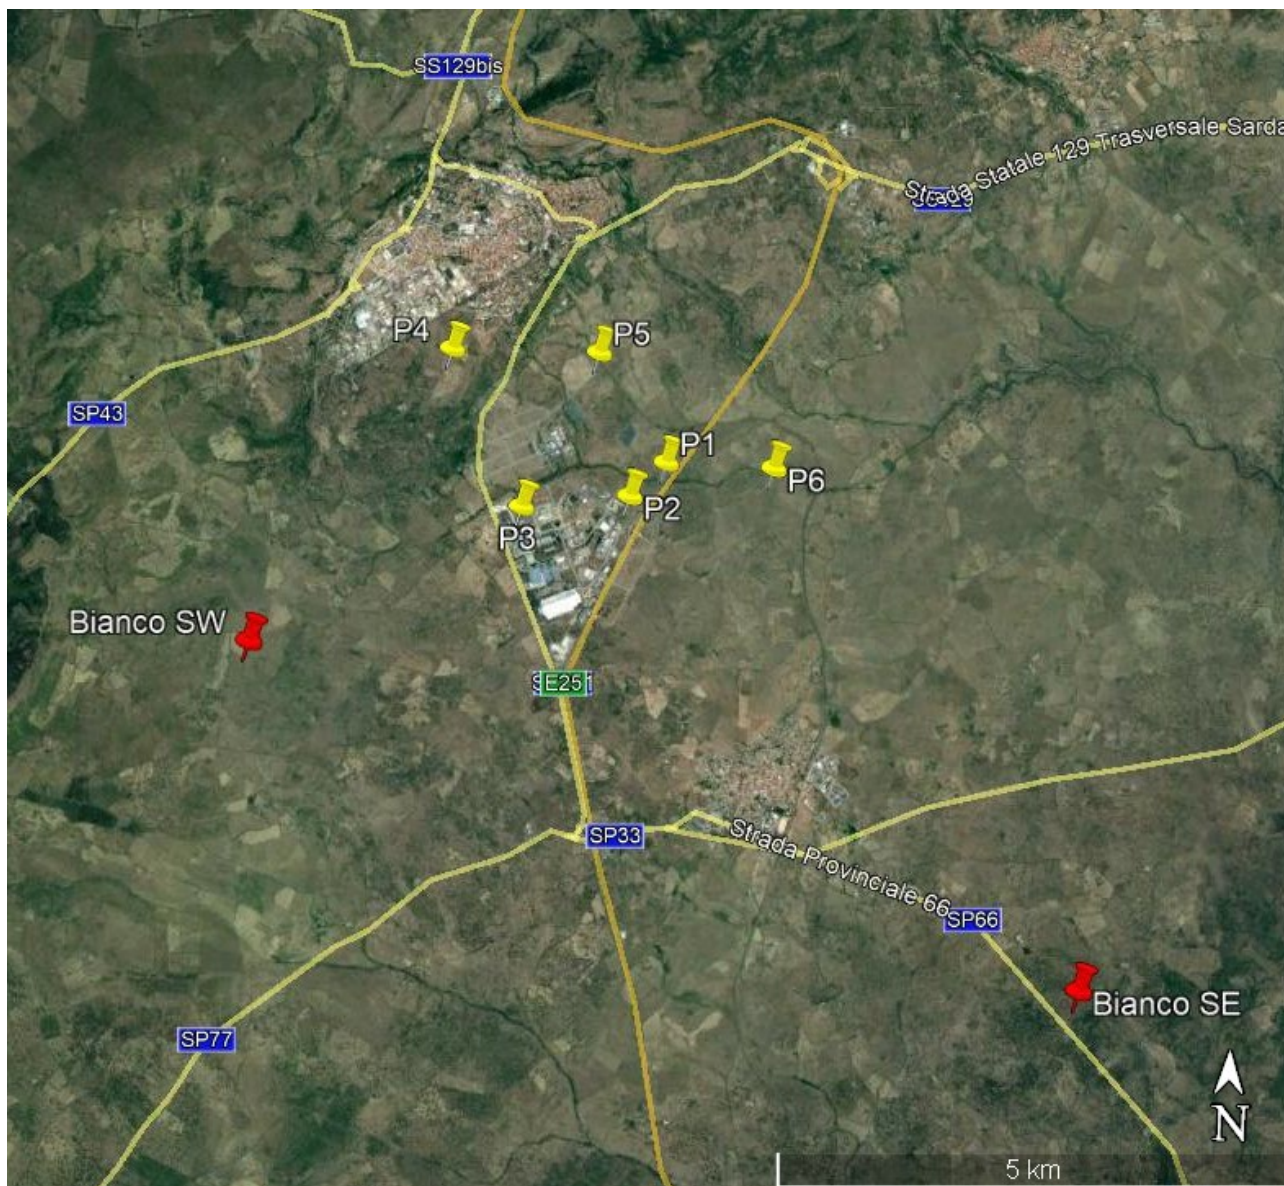 SS129bis
Strada Statale 129 Trasversale Sarda
P4
P5
SP43
P1
P6
P2
P3
Bianco SW
E25
SP33
Strada Provinciale 66
SP66
Bianco SE
SP77
N
5 km